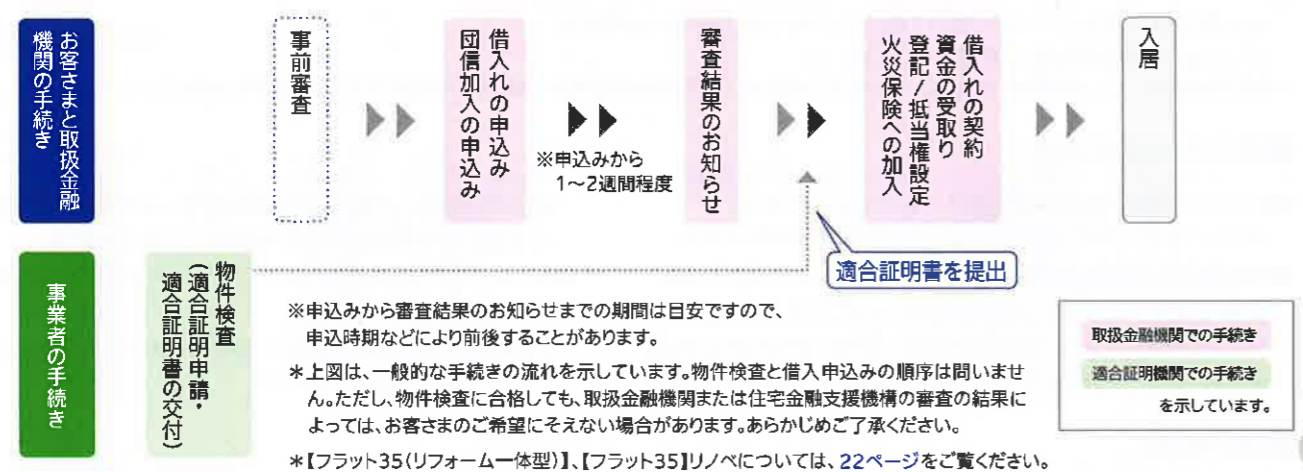 お客さまと取扱金融
機関の手続き
事前審査
借入れの申込み
団信加入の申込み
※申込みから
1〜2週間程度
審査結果のお知らせ
借入れの契約
資金の受取り
登記/抵当権設定
火災保険への加入
入居
適合証明書を提出
事業者の手続き
物件検査
(適合証明申請・
適合証明書の交付)
※申込みから審査結果のお知らせまでの期間は目安ですので、
申込時期などにより前後することがあります。
*上図は、一般的な手続きの流れを示しています。物件検査と借入申込みの順序は問いませ
ん。ただし、物件検査に合格しても、取扱金融機関または住宅金融支援機構の審査の結果に
よっては、お客さまのご希望にそえない場合があります。あらかじめご了承ください。
*【フラット35(リフォーム一体型)】、【フラット35】リノベについては、22ページをご覧ください。
取扱金融機関での手続き
適合証明機関での手続き
を示しています。